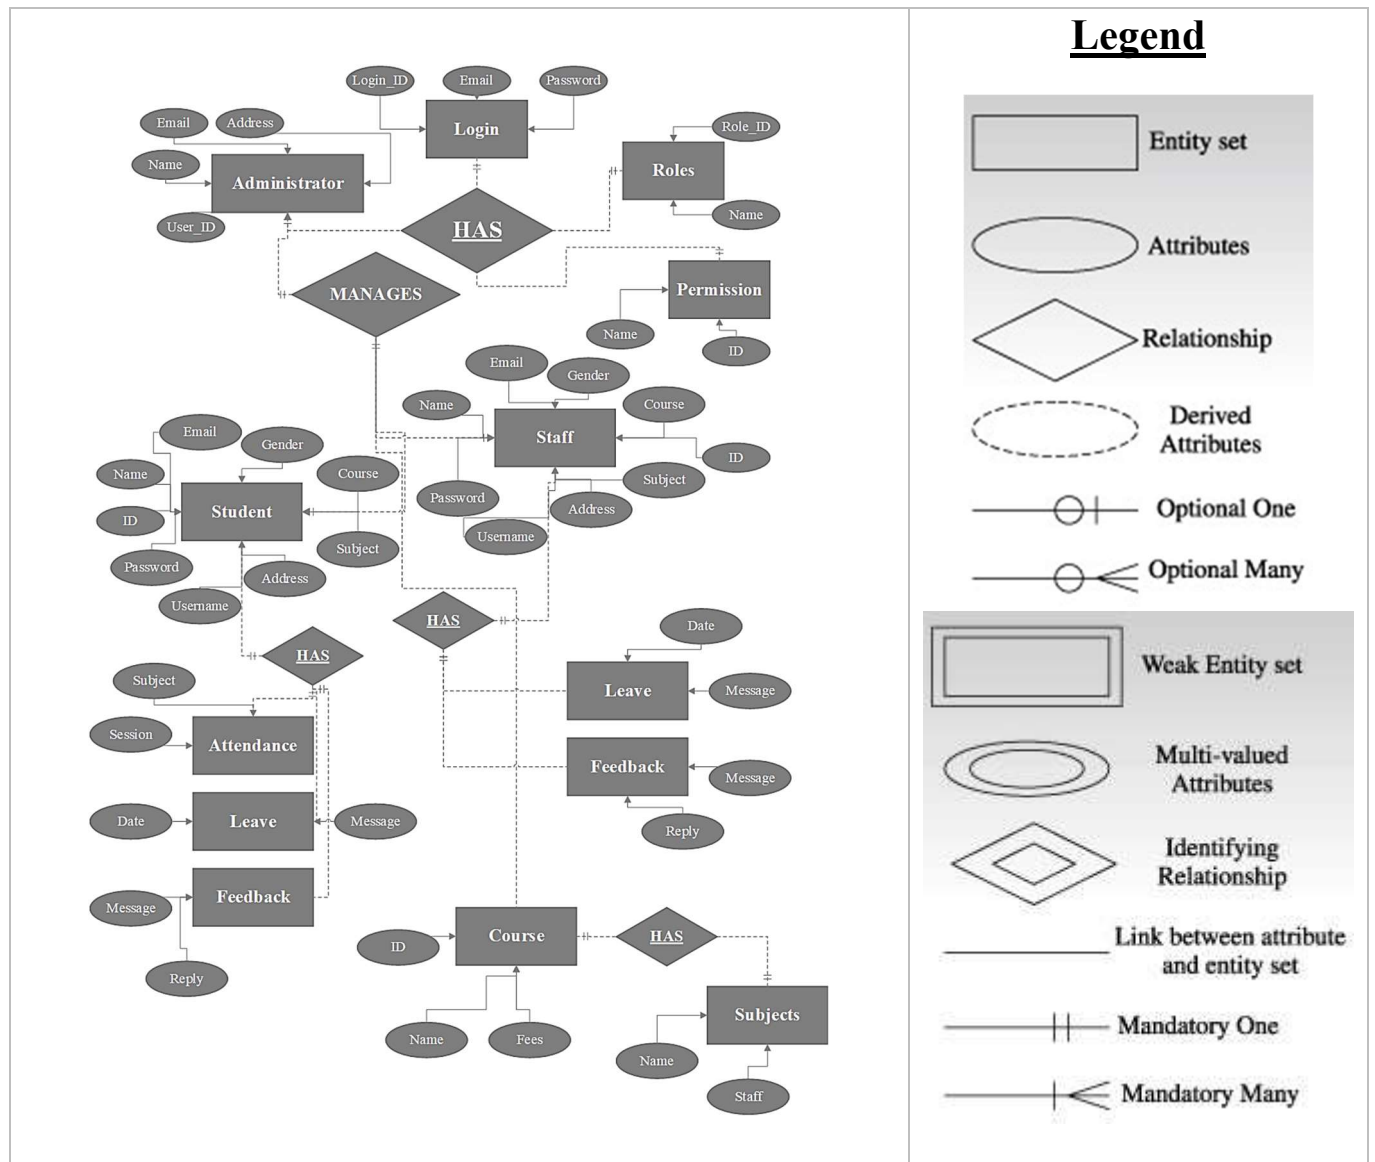 Legend
Login_ID
Email
Password
Login
Email
Address
Name
Administrator
User_ID
Role_ID
Roles
Name
HAS
MANAGES
Permission
Name
ID
Email
Gender
Name
Course
Staff
ID
Password
Subject
Username
Address
Email
Gender
Name
Course
ID
Student
Password
Subject
Username
Address
HAS
HAS
Date
Leave
Message
Feedback
Message
Reply
Subject
Session
Attendance
Date
Leave
Message
Feedback
Message
Reply
ID
Course
HAS
Name
Fees
Subjects
Name
Staff
Entity set
Attributes
Relationship
Derived
Attributes
Optional One
Optional Many
Weak Entity set
Multi-valued
Attributes
Identifying
Relationship
Link between attribute
and entity set
Mandatory One
Mandatory Many